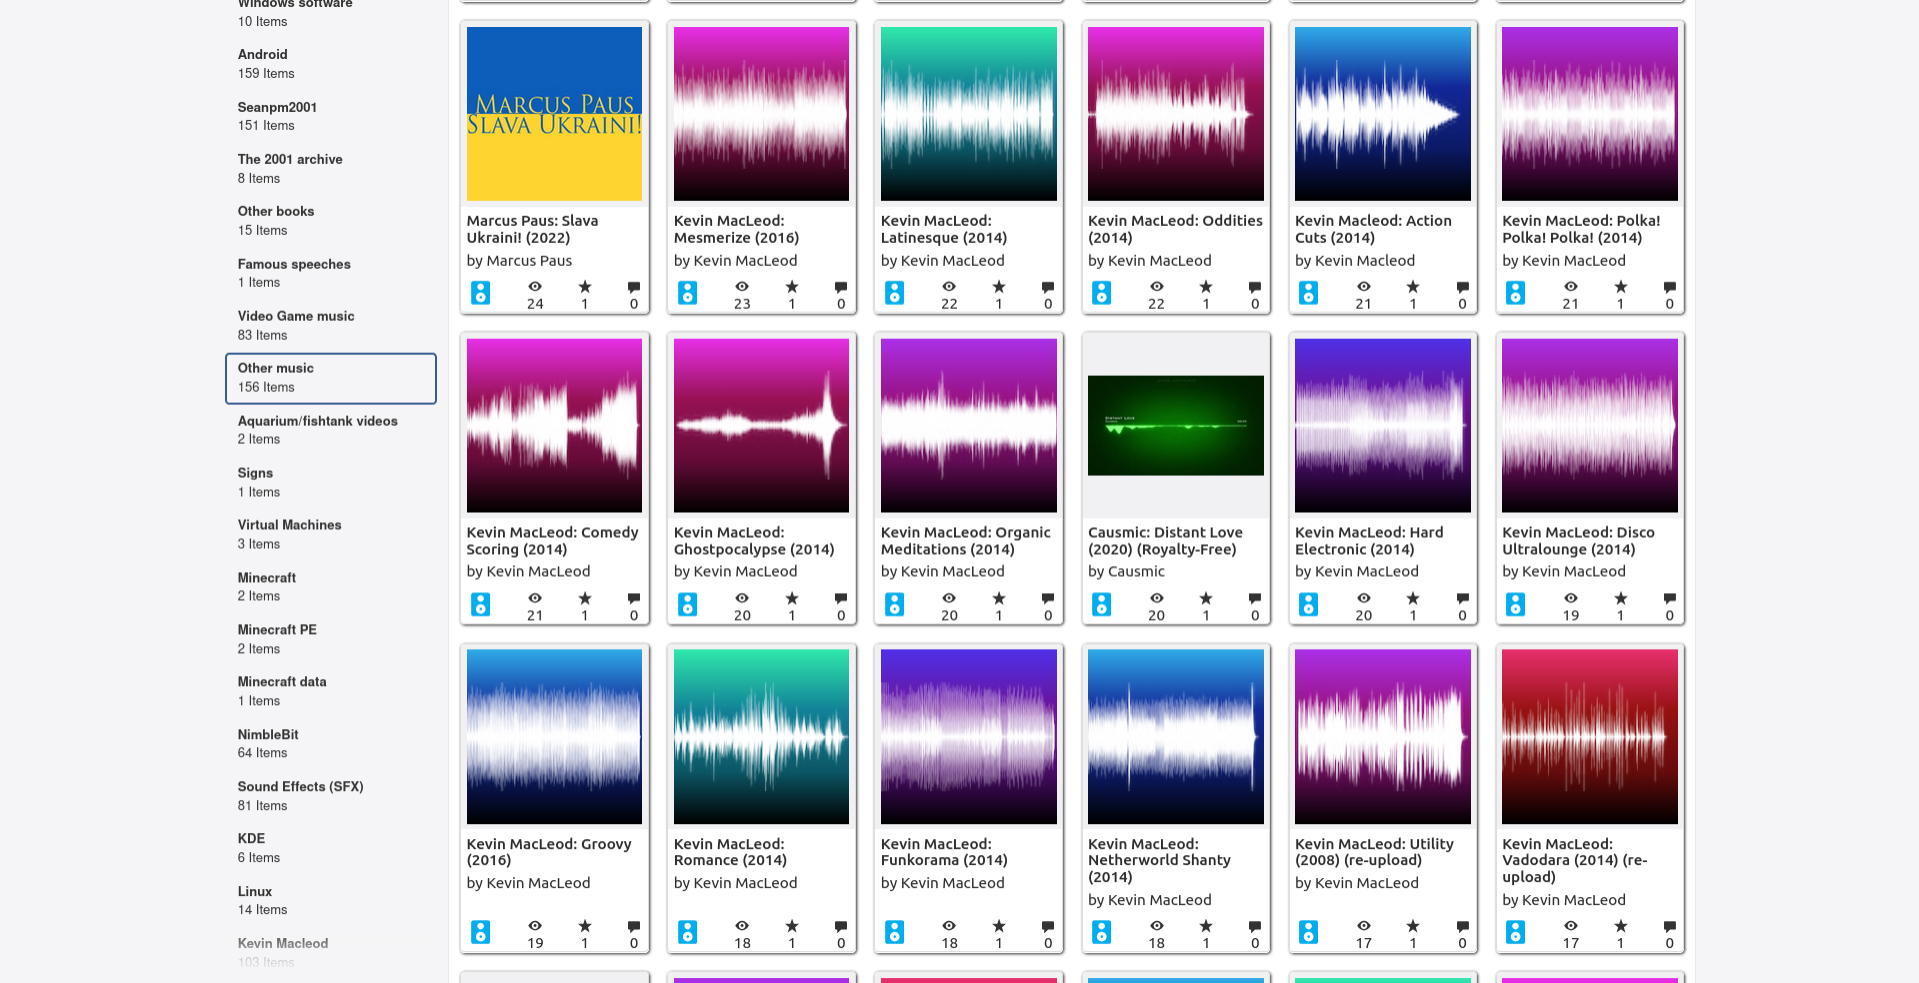 Windows software
10 Items
Android
159 Items
Seanpm2001
151 Items
The 2001 archive
8 Items
Other books
15 Items
Famous speeches
1 Items
Video Game music
83 Items
Other music
156 Items
Aquarium/fishtank videos
2 Items
Signs
1 Items
Virtual Machines
3 Items
Minecraft
2 Items
Minecraft PE
2 Items
Minecraft data
1 Items
NimbleBit
64 Items
Sound Effects (SFX)
81 Items
KDE
6 Items
Linux
14 Items
Kevin Macleod
103 Items
MARCUS PAUS
SLAVA UKRAINI!
Marcus Paus: Slava
Ukraini! (2022)
by Marcus Paus
24 1 0
Kevin MacLeod:
Mesmerize (2016)
by Kevin MacLeod
23 1 0
Kevin MacLeod:
Latinesque (2014)
by Kevin MacLeod
22 1 0
Kevin MacLeod: Oddities
(2014)
by Kevin MacLeod
22 1 0
Kevin Macleod: Action
Cuts (2014)
by Kevin Macleod
21 1 0
Kevin MacLeod: Polka!
Polka! Polka! (2014)
by Kevin MacLeod
21 1 0
Kevin MacLeod: Comedy
Scoring (2014)
by Kevin MacLeod
21 1 0
Kevin MacLeod:
Ghostpocalypse (2014)
by Kevin MacLeod
20 1 0
Kevin MacLeod: Organic
Meditations (2014)
by Kevin MacLeod
20 1 0
DISTANT LOVE
Causmic: Distant Love
(2020) (Royalty-Free)
by Causmic
20 1 0
Kevin MacLeod: Hard
Electronic (2014)
by Kevin MacLeod
20 1 0
Kevin MacLeod: Disco
Ultralounge (2014)
by Kevin MacLeod
19 1 0
Kevin MacLeod: Groovy
(2016)
by Kevin MacLeod
19 1 0
Kevin MacLeod:
Romance (2014)
by Kevin MacLeod
18 1 0
Kevin MacLeod:
Funkorama (2014)
by Kevin MacLeod
18 1 0
Kevin MacLeod:
Netherworld Shanty
(2014)
by Kevin MacLeod
18 1 0
Kevin MacLeod: Utility
(2008) (re-upload)
by Kevin MacLeod
17 1 0
Kevin MacLeod:
Vadodara (2014) (re-
upload)
by Kevin MacLeod
17 1 0